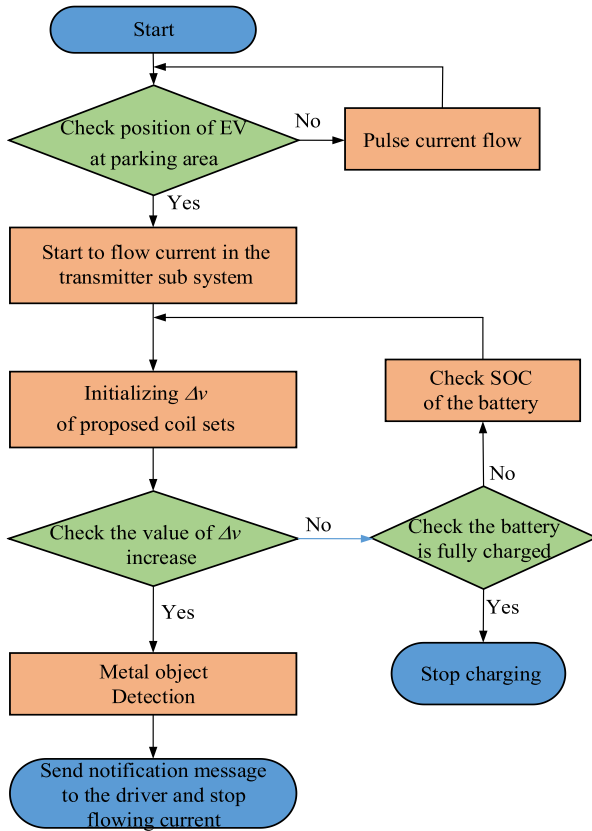 Start
Check position of EV
at parking area
No
Pulse current flow
Yes
Start to flow current in the
transmitter sub system
Initializing Δv
of proposed coil sets
Check SOC
of the battery
No
Check the value of Δv
increase
No
Check the battery
is fully charged
Yes
Yes
Metal object
Detection
Stop charging
Send notification message
to the driver and stop
flowing current